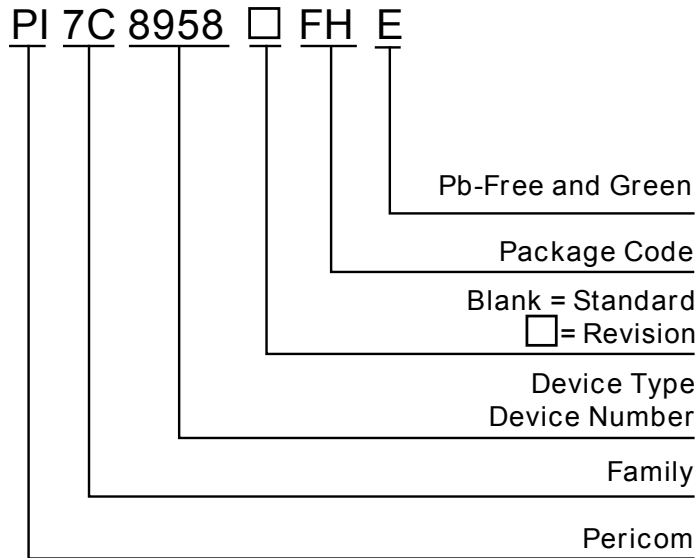 PI 7C 8958 □ FH E
Pb-Free and Green
Package Code
Blank = Standard
□ = Revision
Device Type
Device Number
Family
Pericom